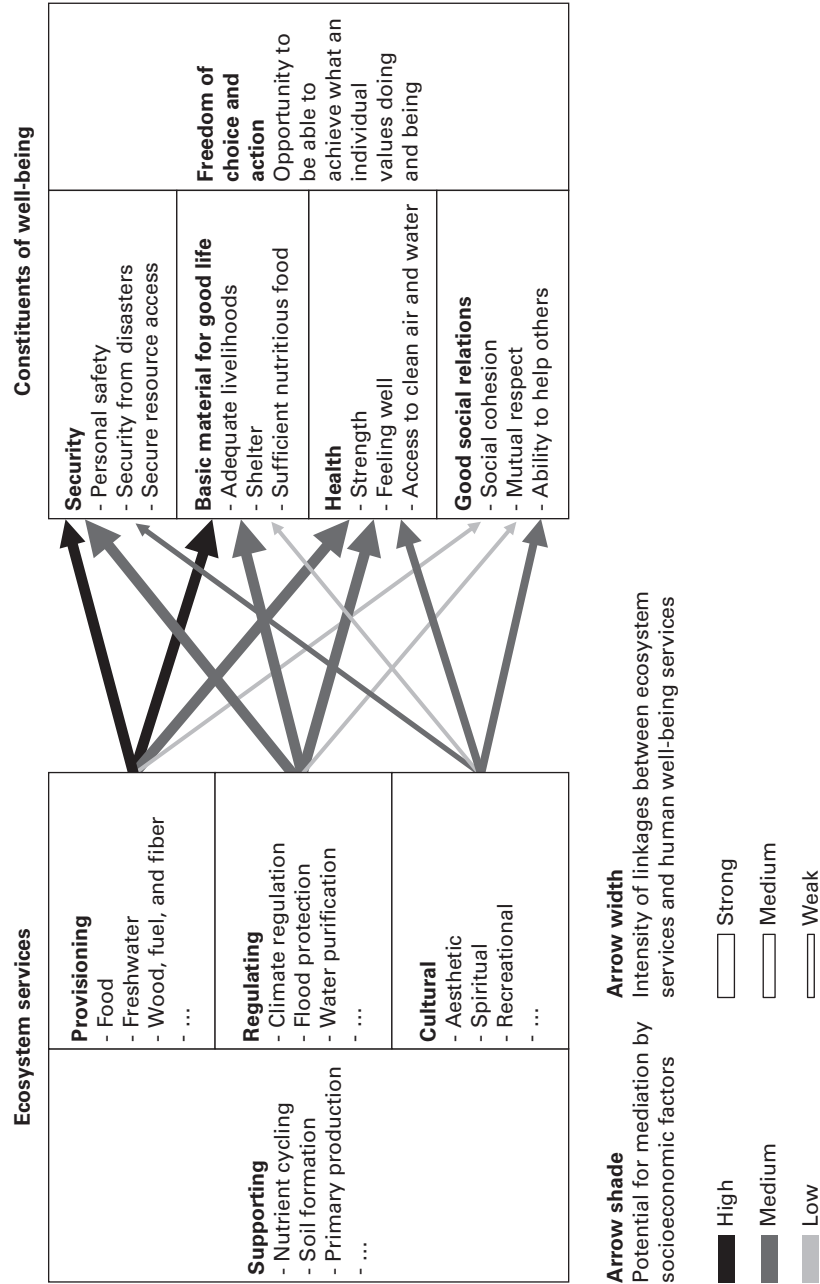 Ecosystem services
Supporting
- Nutrient cycling
- Soil formation
- Primary production
- ...
Provisioning
- Food
- Freshwater
- Wood, fuel, and fiber
- ...
Regulating
- Climate regulation
- Flood protection
- Water purification
- ...
Cultural
- Aesthetic
- Spiritual
- Recreational
- ...
Constituents of well-being
Security
- Personal safety
- Security from disasters
- Secure resource access
Basic material for good life
- Adequate livelihoods
- Shelter
- Sufficient nutritious food
Health
- Strength
- Feeling well
- Access to clean air and water
Good social relations
- Social cohesion
- Mutual respect
- Ability to help others
Freedom of
choice and
action
Opportunity to
be able to
achieve what an
individual
values doing
and being
Arrow shade
Potential for mediation by
socioeconomic factors
High
Medium
Low
Arrow width
Intensity of linkages between ecosystem
services and human well-being services
Strong
Medium
Weak